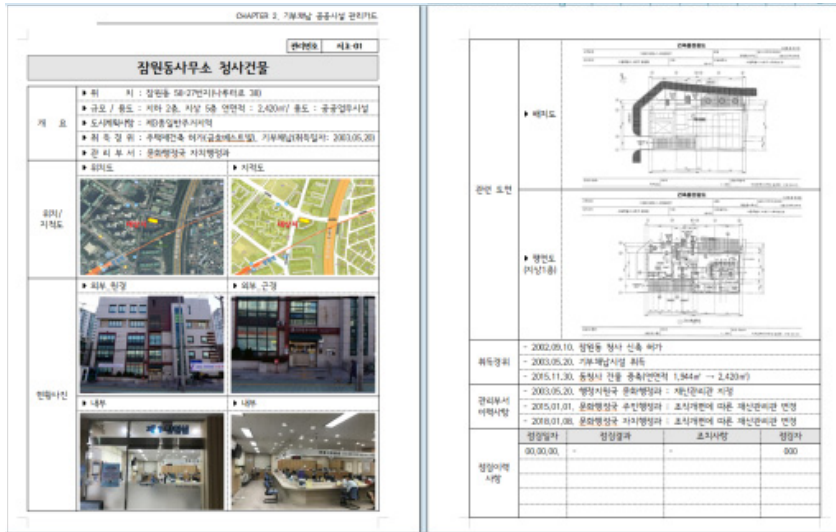 CHAPTER 2. 기부채납 공공시설 관리카드
관리번호 서초-01
잠원동사무소 청사건물
개 요
▶ 위 치 : 잠원동 58-27번지(나루터로 38)
▶ 규모 / 용도 : 지하 2층, 지상 5층 연면적 : 2,420㎡/ 용도 : 공공업무시설
▶ 도시계획사항 : 제3종일반주거지역
▶ 취 득 경 위 : 주택재건축 허가(금호베스트빌), 기부채납(취득일자: 2003.05.20)
▶ 관 리 부 서 : 문화행정국 자치행정과
위치/
지적도
▶ 위치도
▶ 지적도
현황사진
▶ 외부_원경
▶ 외부_근경
▶ 내부
▶ 내부
관련 도면
▶ 배치도
▶ 평면도
(지상1층)
취득경위
- 2002.09.10. 잠원동 청사 신축 허가
- 2003.05.20. 기부채납시설 취득
- 2015.11.30. 동청사 건물 증축(연면적 1,944㎡ → 2,420㎡)
관리부서
이력사항
- 2003.05.20. 행정지원국 문화행정과 : 재산관리관 지정
- 2015.01.01. 문화행정국 주민행정과 : 조직개편에 따른 재산관리관 변경
- 2018.01.08. 문화행정국 자치행정과 : 조직개편에 따른 재산관리관 변경
점검이력
사항
점검일자 점검결과 조치사항 점검자
00.00.00. - - 000